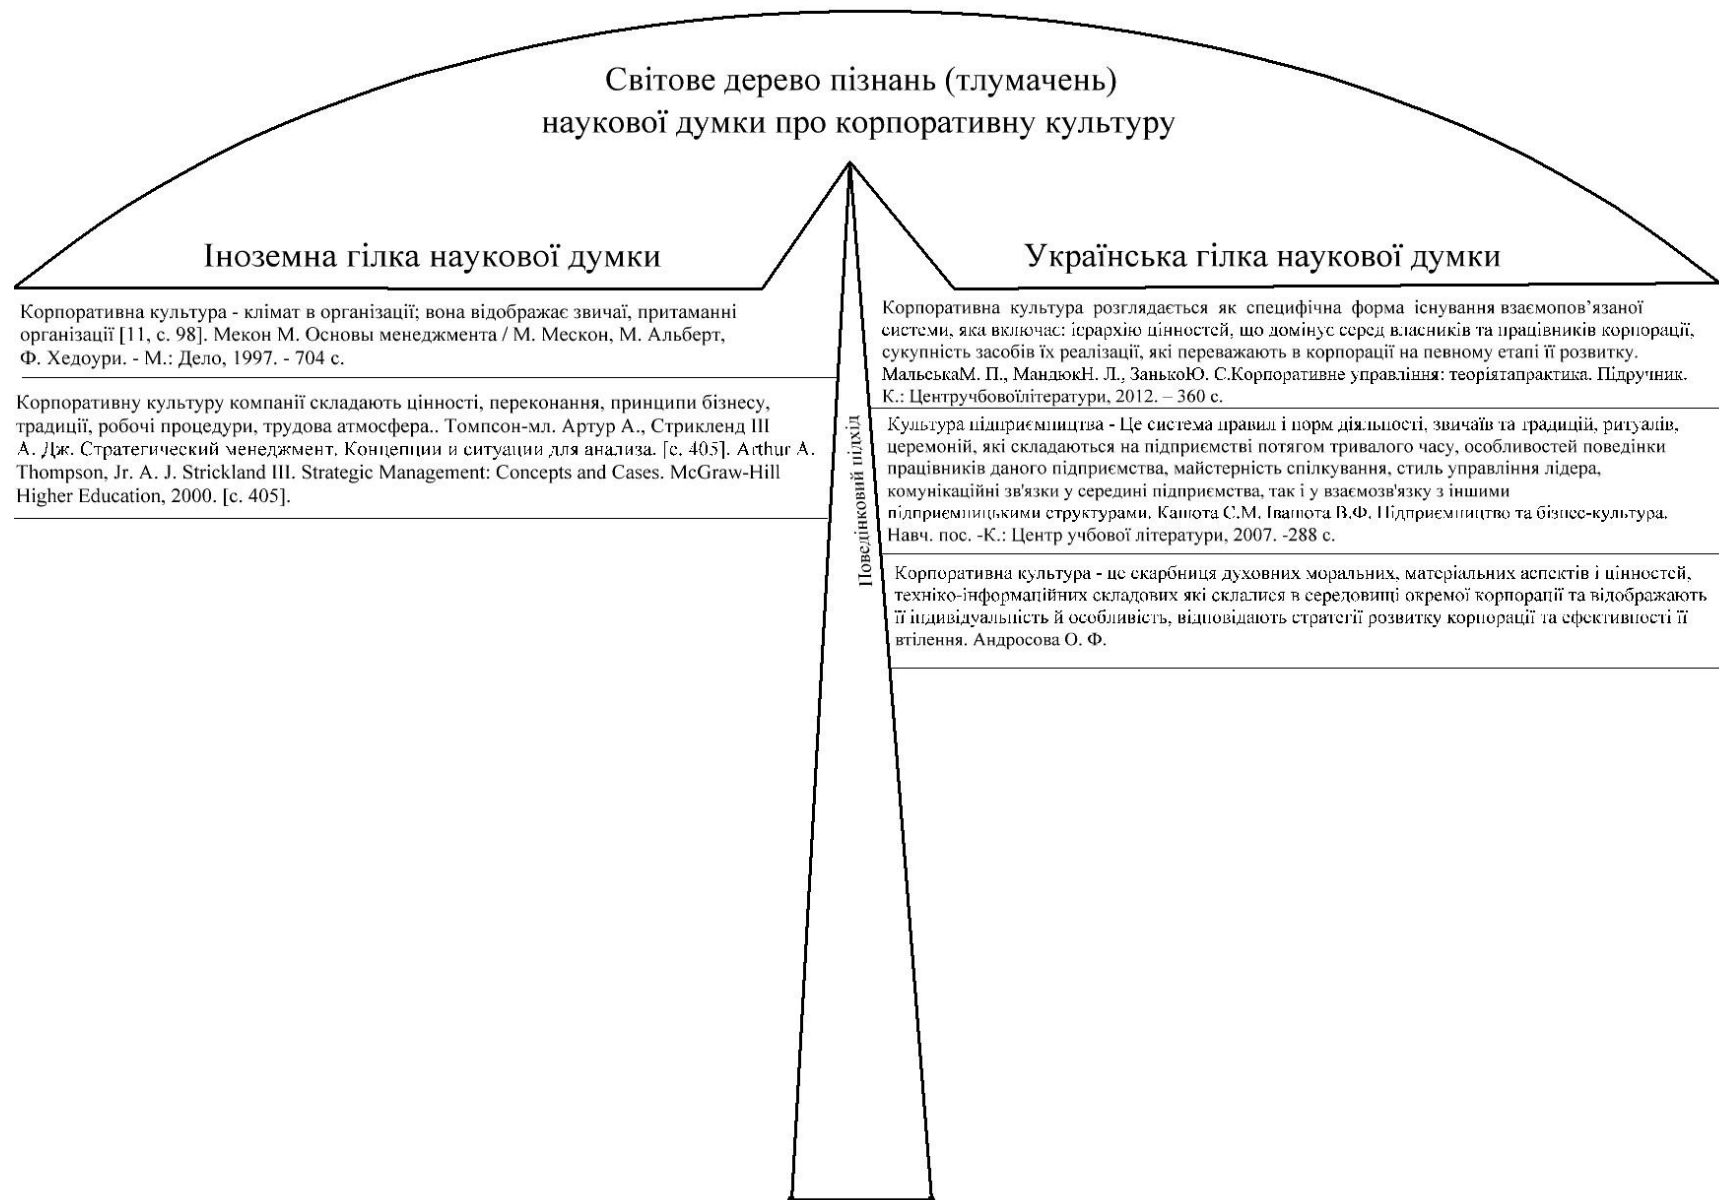 Світове дерево пізнань (тлумачень)
наукової думки про корпоративну культуру
Іноземна гілка наукової думки
Корпоративна культура - клімат в організації; вона відображає звичаї, притаманні
організації [11, с. 98]. Мекон М. Основы менеджмента / М. Мескон, М. Альберт,
Ф. Хедоури. - М.: Дело, 1997. - 704 с.
Корпоративну культуру компанії складають цінності, переконання, принципи бізнесу,
традиції, робочі процедури, трудова атмосфера.. Томпсон-мл. Артур А., Стрикленд III
А. Дж. Стратегический менеджмент. Концепции и ситуации для анализа. [с. 405]. Arthur A.
Thompson, Jr. A. J. Strickland III. Strategic Management: Concepts and Cases. McGraw-Hill
Higher Education, 2000. [с. 405].
Поведінковий підхід
Українська гілка наукової думки
Корпоративна культура розглядається як специфічна форма існування взаємопов’язаної
системи, яка включає: ієрархію цінностей, що домінує серед власників та працівників корпорації,
сукупність засобів їх реалізації, які переважають в корпорації на певному етапі її розвитку.
МальськаМ. П., МандюкН. Л., ЗанькоЮ. С.Корпоративне управління: теоріятапрактика. Підручник.
К.: Центручбовоїлітератури, 2012. – 360 с.
Культура підприємництва - Це система правил і норм діяльності, звичаїв та традицій, ритуалів,
церемоній, які складаються на підприємстві потягом тривалого часу, особливостей поведінки
працівників даного підприємства, майстерність спілкування, стиль управління лідера,
комунікаційні зв'язки у середині підприємства, так і у взаємозв'язку з іншими
підприємницькими структурами. С.М. В.Ф. Підприємництво та бізнес-культура.
Навч. пос. -К.: Центр учбової літератури, 2007. -288 с.
Корпоративна культура - це скарбниця духовних моральних, матеріальних аспектів і цінностей,
техніко-інформаційних складових які склалися в середовищі окремої корпорації та відображають
її індивідуальність й особливість, відповідають стратегії розвитку корпорації та ефективності її
втілення. Андросова О. Ф.